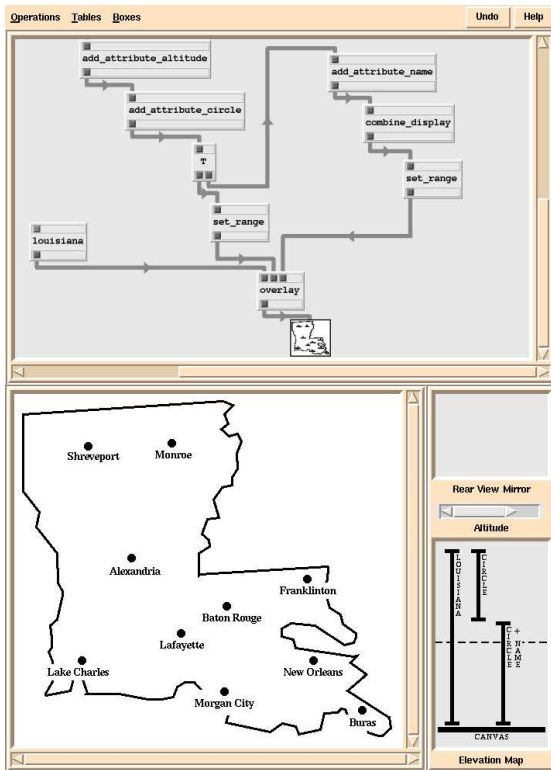 Operations Tables Boxes Undo Help
add_attribute_altitude
add_attribute_name
add_attribute_circle
combine_display
T
set_range
set_range
louisiana
overlay
Shreveport
Monroe
Alexandria
Franklinton
Baton Rouge
Lafayette
Lake Charles
New Orleans
Morgan City
Buras
Rear View Mirror
Altitude
LOUISIANA
CIRCLE
CIRCLE
+ NAME
CANVAS
Elevation Map